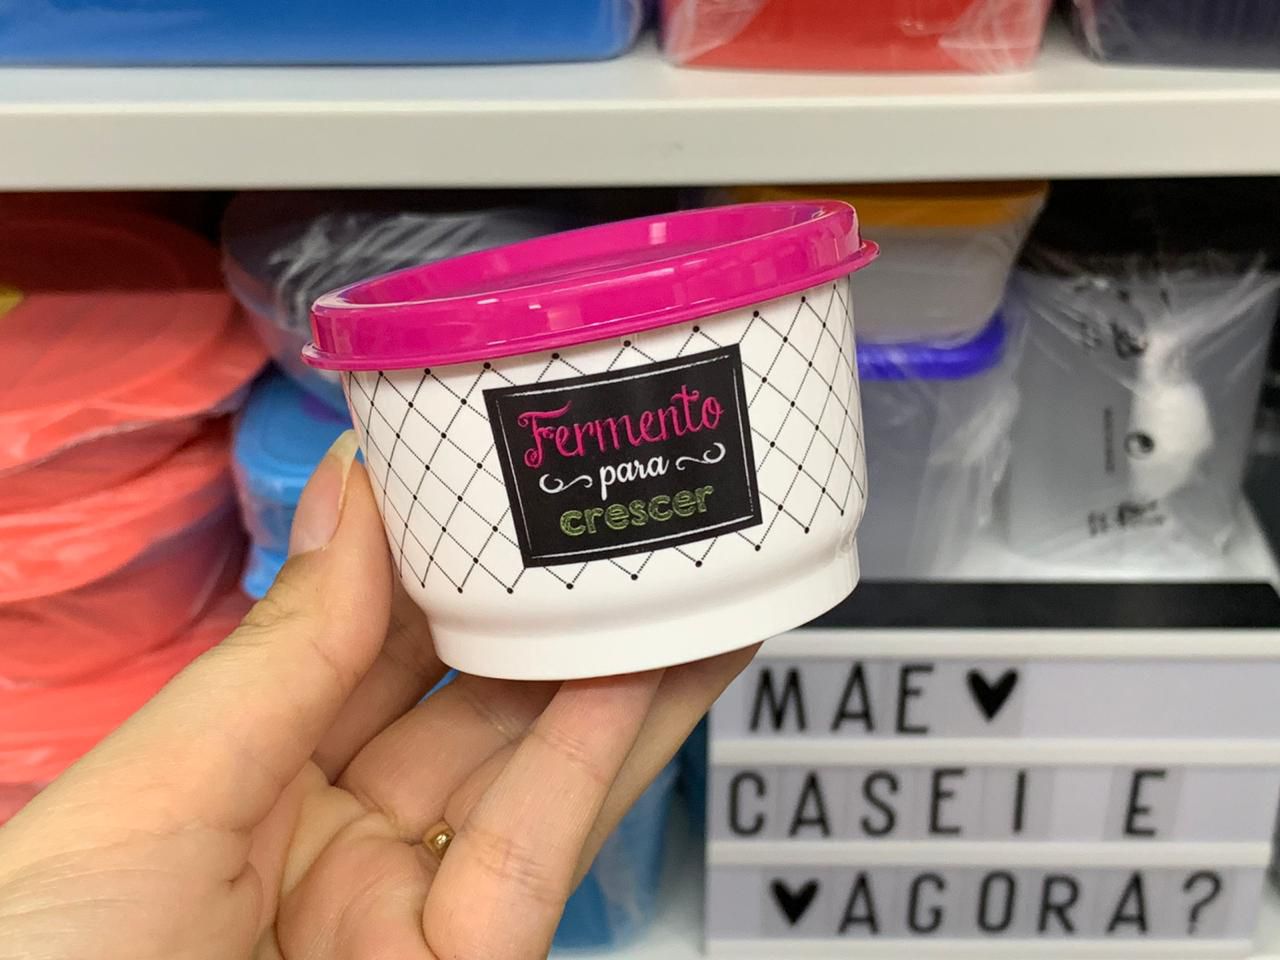 Fermento
para
crescer
MAE ♥
CASEI E
♥ AGORA?